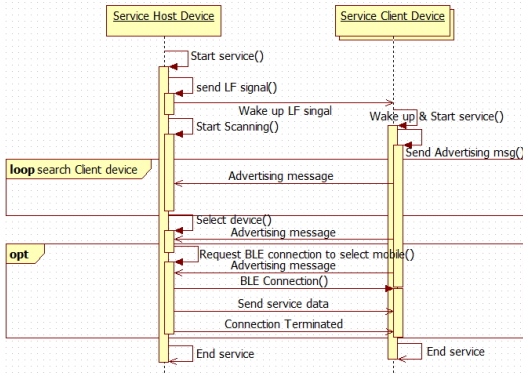 Service Host Device
Service Client Device
Start service()
send LF signal()
Wake up LF singal
Wake up & Start service()
Start Scanning()
Send Advertising msg()
loop search Client device
Advertising message
Select device()
Advertising message
opt
Request BLE connection to select mobile()
Advertising message
BLE Connection()
Send service data
Connection Terminated
End service
End service